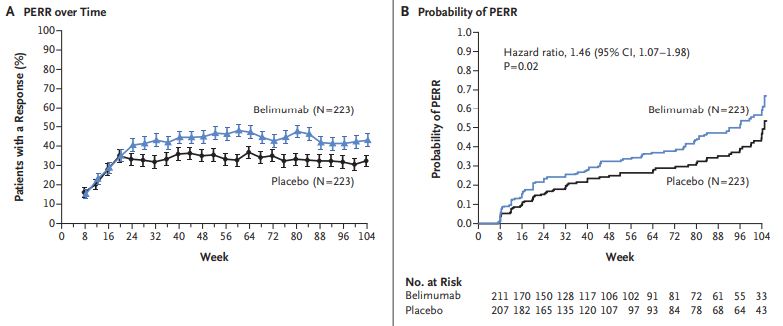 A PERR over Time
Patients with a Response (%)
100
90
80
70
60
50
40
30
20
10
0
Belimumab (N=223)
Placebo (N=223)
0 8 16 24 32 40 48 56 64 72 80 88 96 104
Week
B Probability of PERR
Probability of PERR
1.0
0.9
0.8
0.7
0.6
0.5
0.4
0.3
0.2
0.1
0.0
Hazard ratio, 1.46 (95% CI, 1.07–1.98)
P=0.02
Belimumab (N=223)
Placebo (N=223)
0 8 16 24 32 40 48 56 64 72 80 88 96 104
Week
No. at Risk
Belimumab 211 170 150 128 117 106 102 91 81 72 61 55 33
Placebo 207 182 165 135 120 107 97 93 84 78 68 64 43